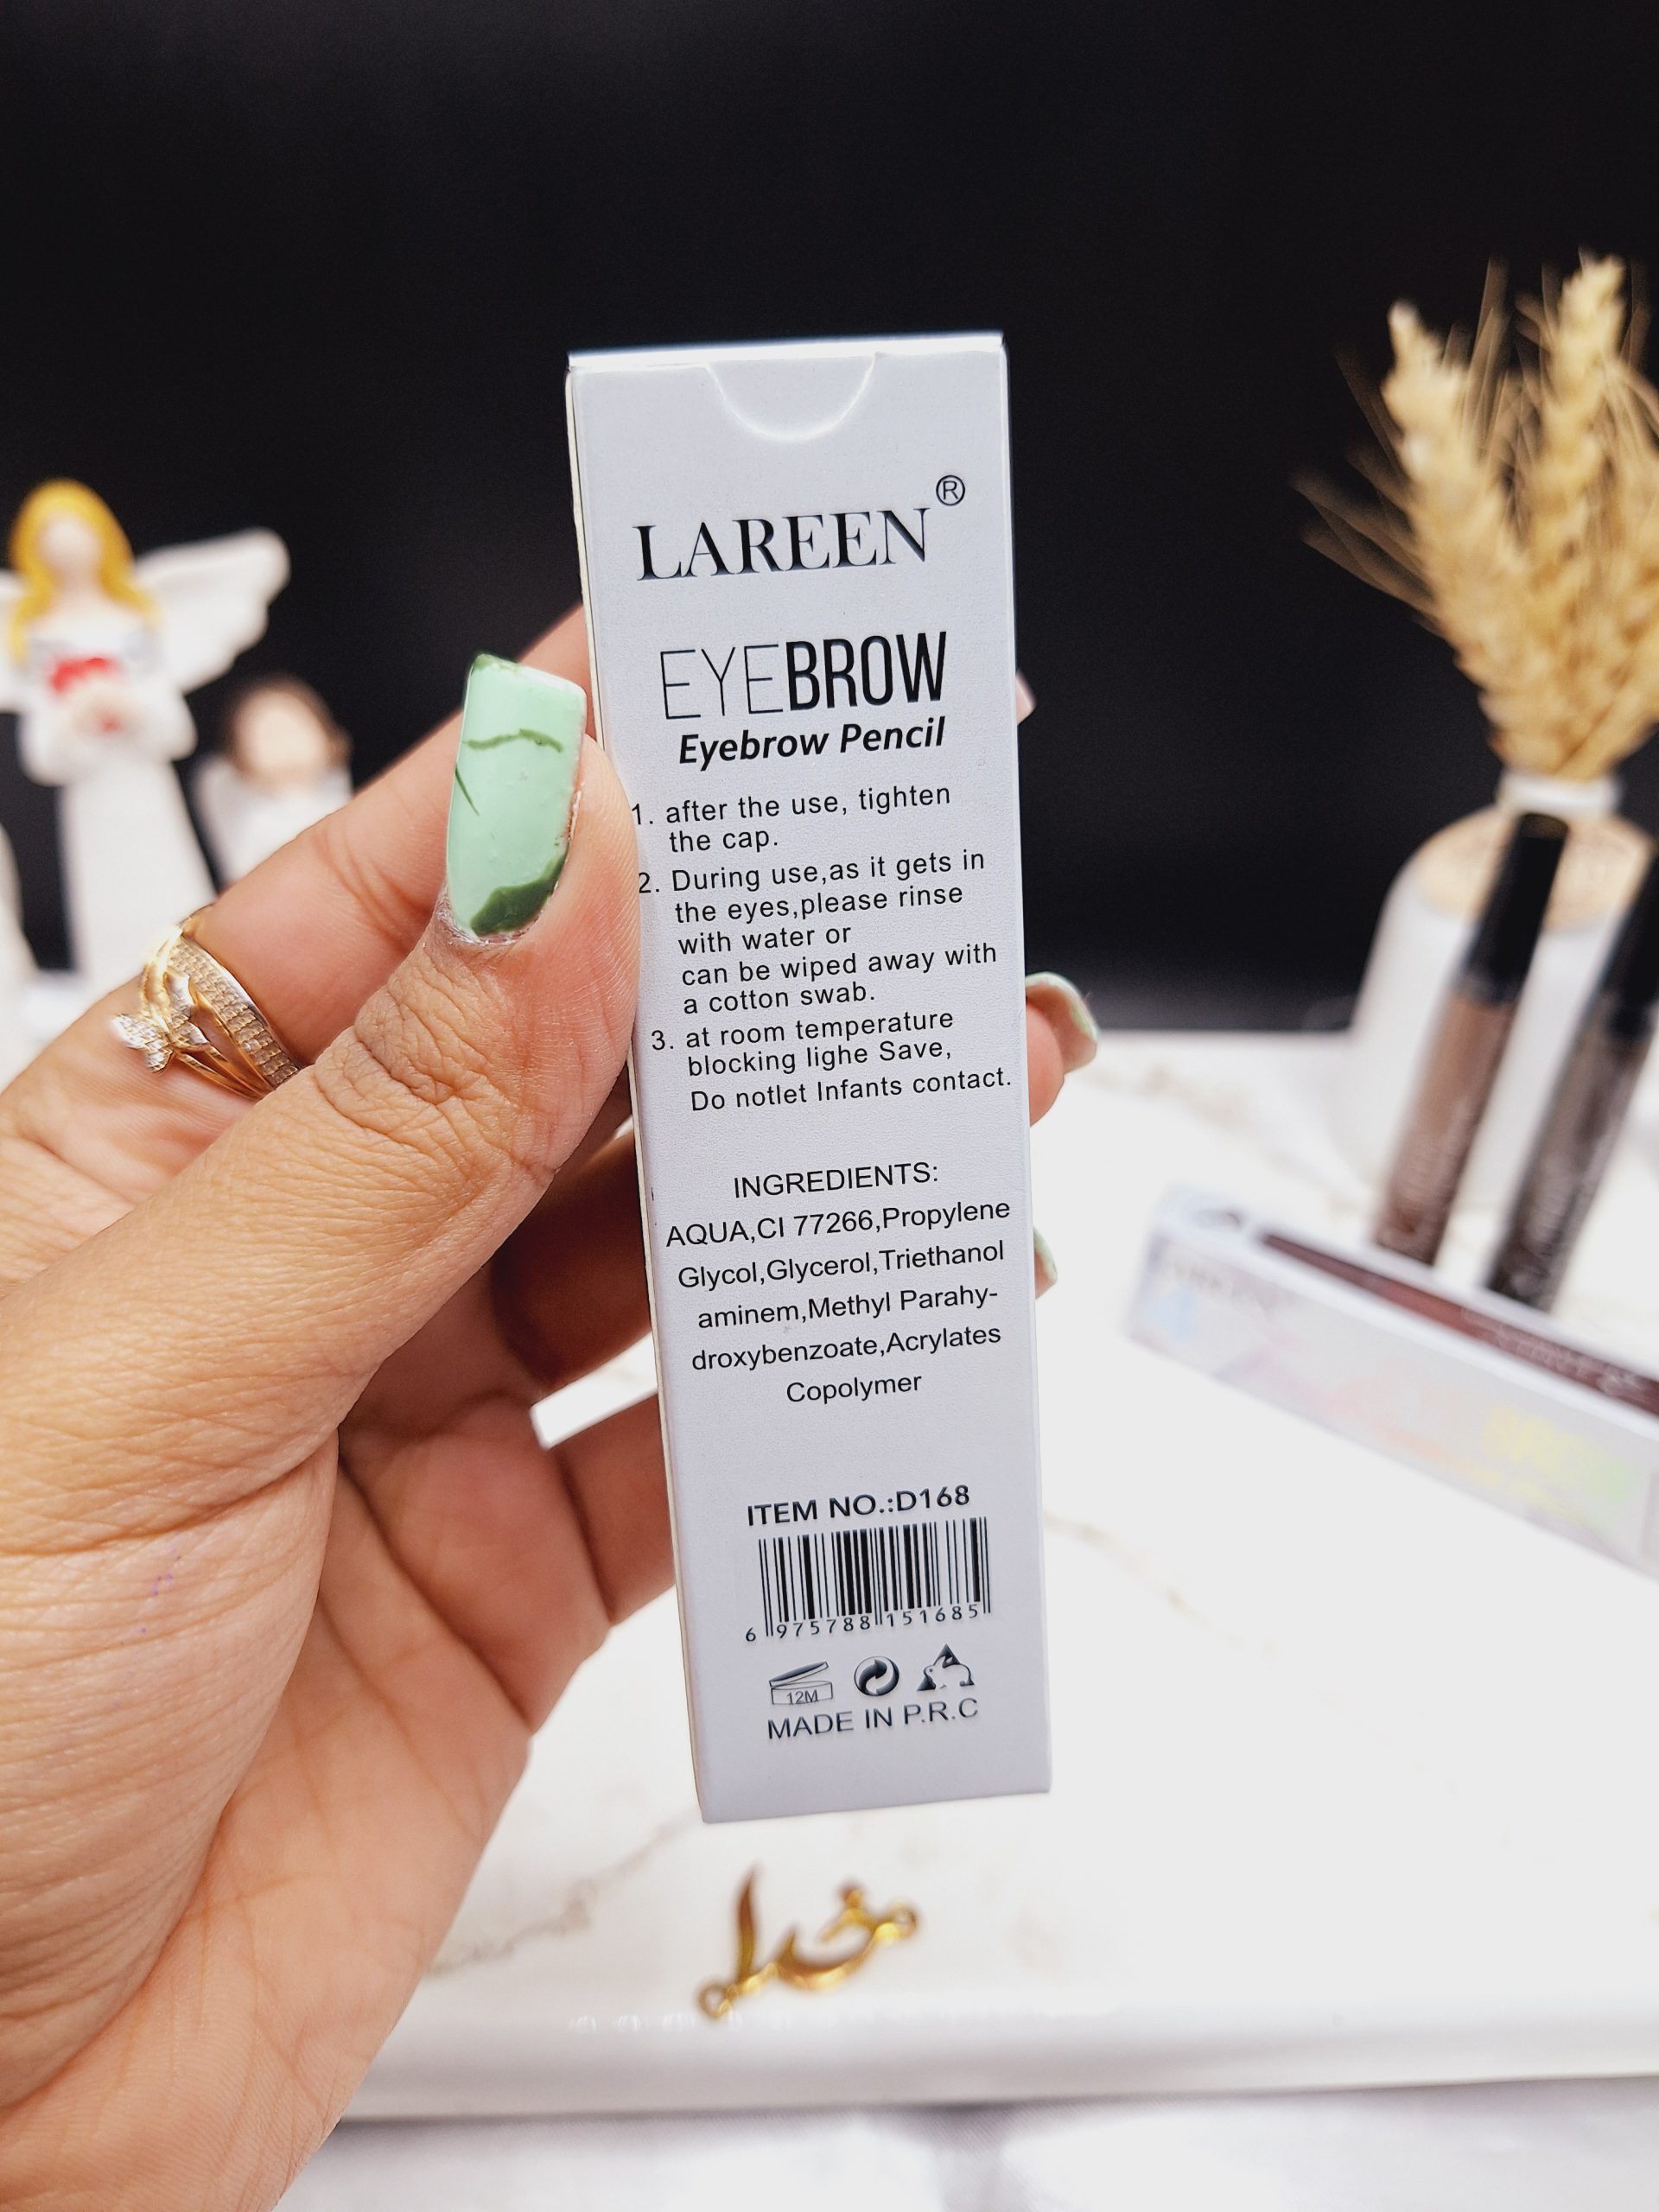 LAREEN®
EYEBROW
Eyebrow Pencil
1. after the use, tighten
the cap.
2. During use,as it gets in
the eyes,please rinse
with water or
can be wiped away with
a cotton swab.
3. at room temperature
blocking lighe Save,
Do notlet Infants contact.
INGREDIENTS:
AQUA,CI 77266,Propylene
Glycol,Glycerol,Triethanol
aminem,Methyl Parahy-
droxybenzoate,Acrylates
Copolymer
ITEM NO.:D168
6 975788 151685
12M
MADE IN P.R.C
خدا